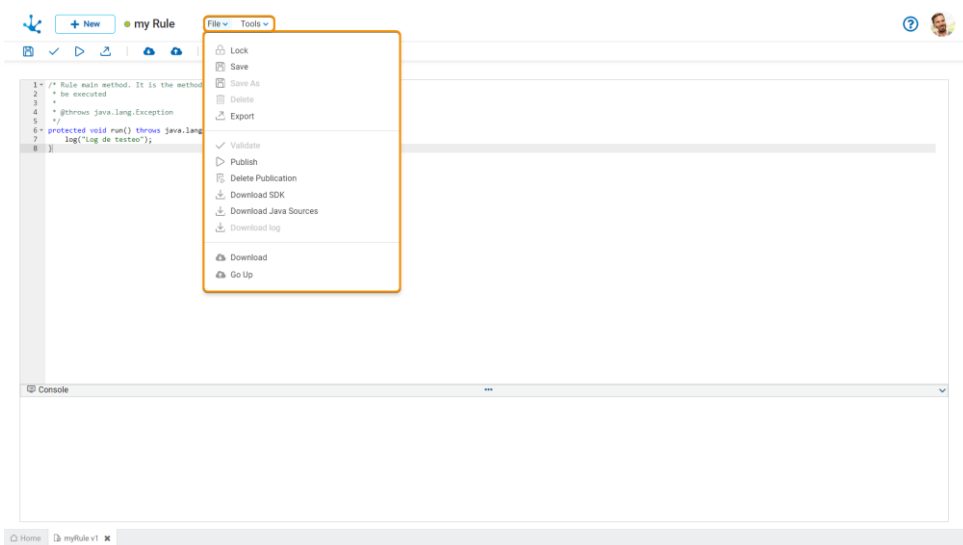 + New
my Rule
File
Tools
Lock
Save
Save As
Delete
Export
Validate
Publish
Delete Publication
Download SDK
Download Java Sources
Download log
Download
Go Up
1 /* Rule main method. It is the method
2 * be executed
3 *
4 * @throws java.lang.Exception
5 */
6 protected void run() throws java.lang
7 log("Log de testeo");
8 }
Console
Home
myRule v1